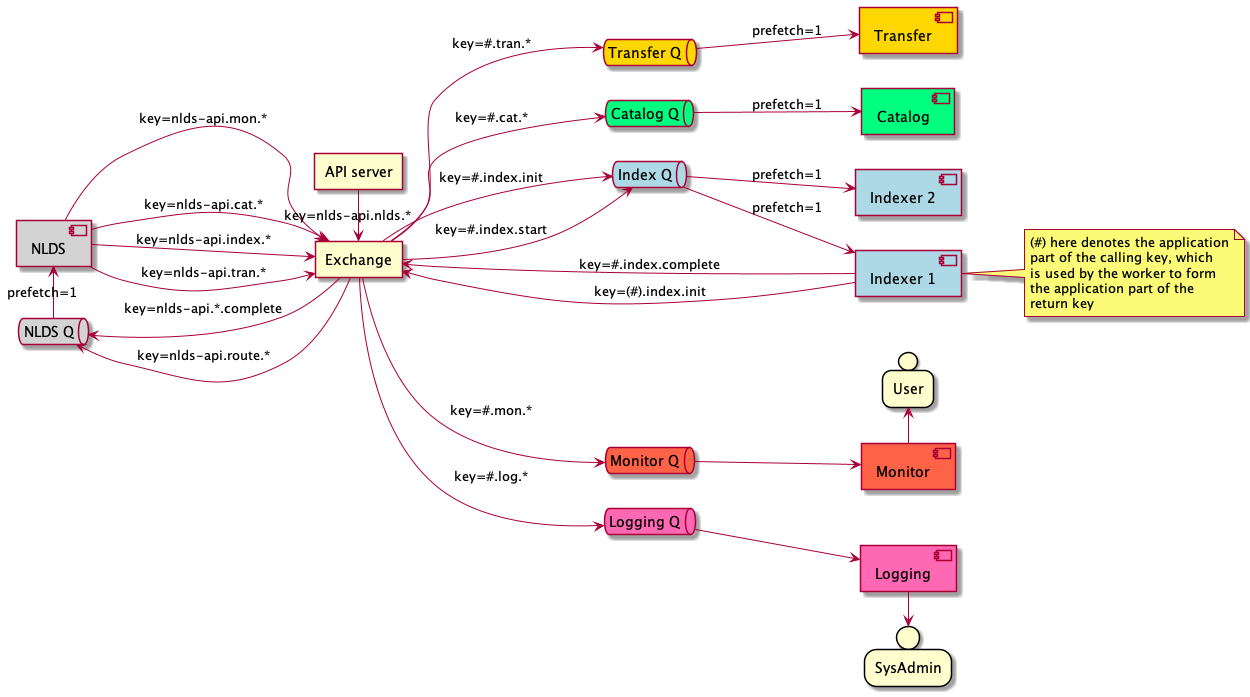 key=#.tran.*
prefetch=1
Transfer Q
Transfer
key=nlds-api.mon.*
key=#.cat.*
prefetch=1
Catalog Q
Catalog
API server
key=#.index.init
Index Q
prefetch=1
Indexer 2
key=nlds-api.cat.*
key=nlds-api.nlds.*
prefetch=1
key=#.index.start
NLDS
key=nlds-api.index.*
Exchange
key=nlds-api.tran.*
key=#.index.complete
Indexer 1
key=(#).index.init
(#) here denotes the application
part of the calling key, which
is used by the worker to form
the application part of the
return key
prefetch=1
key=nlds-api.*.complete
NLDS Q
key=nlds-api.route.*
User
key=#.mon.*
Monitor Q
Monitor
key=#.log.*
Logging Q
Logging
SysAdmin